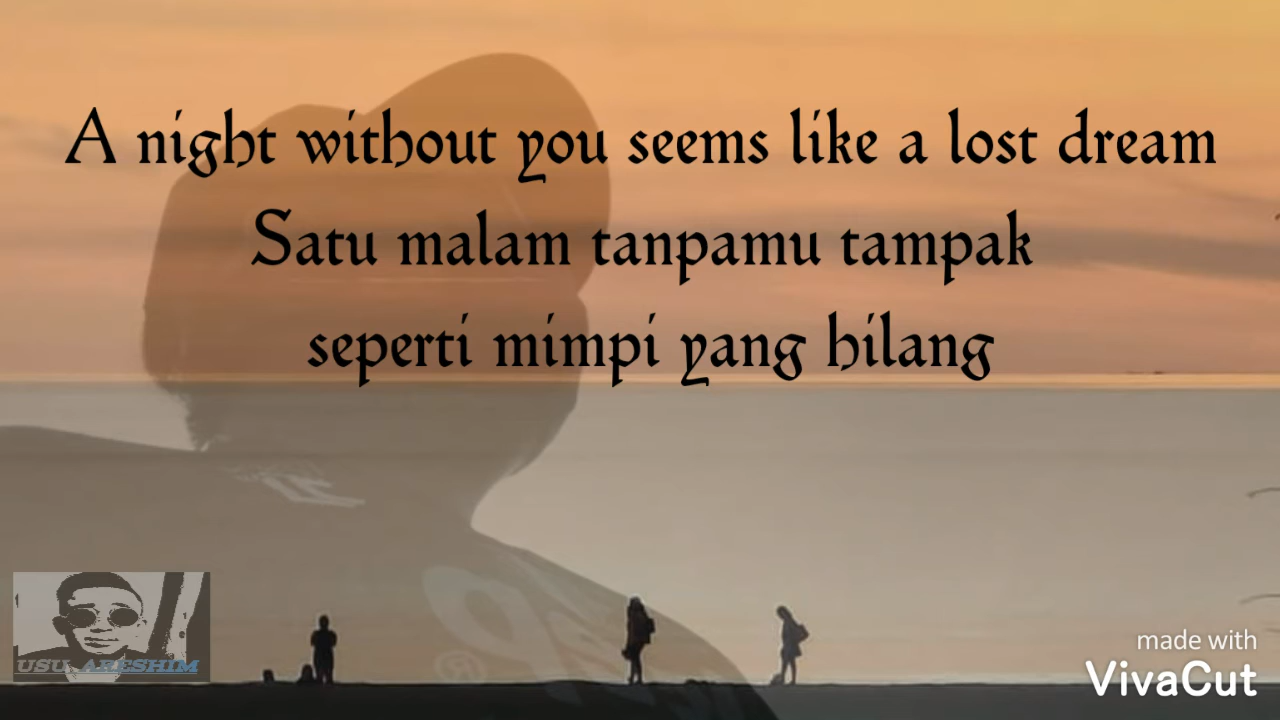 A night without you seems like a lost dream
Satu malam tanpamu tampak
seperti mimpi yang hilang
USU ARESHIM
made with
VivaCut